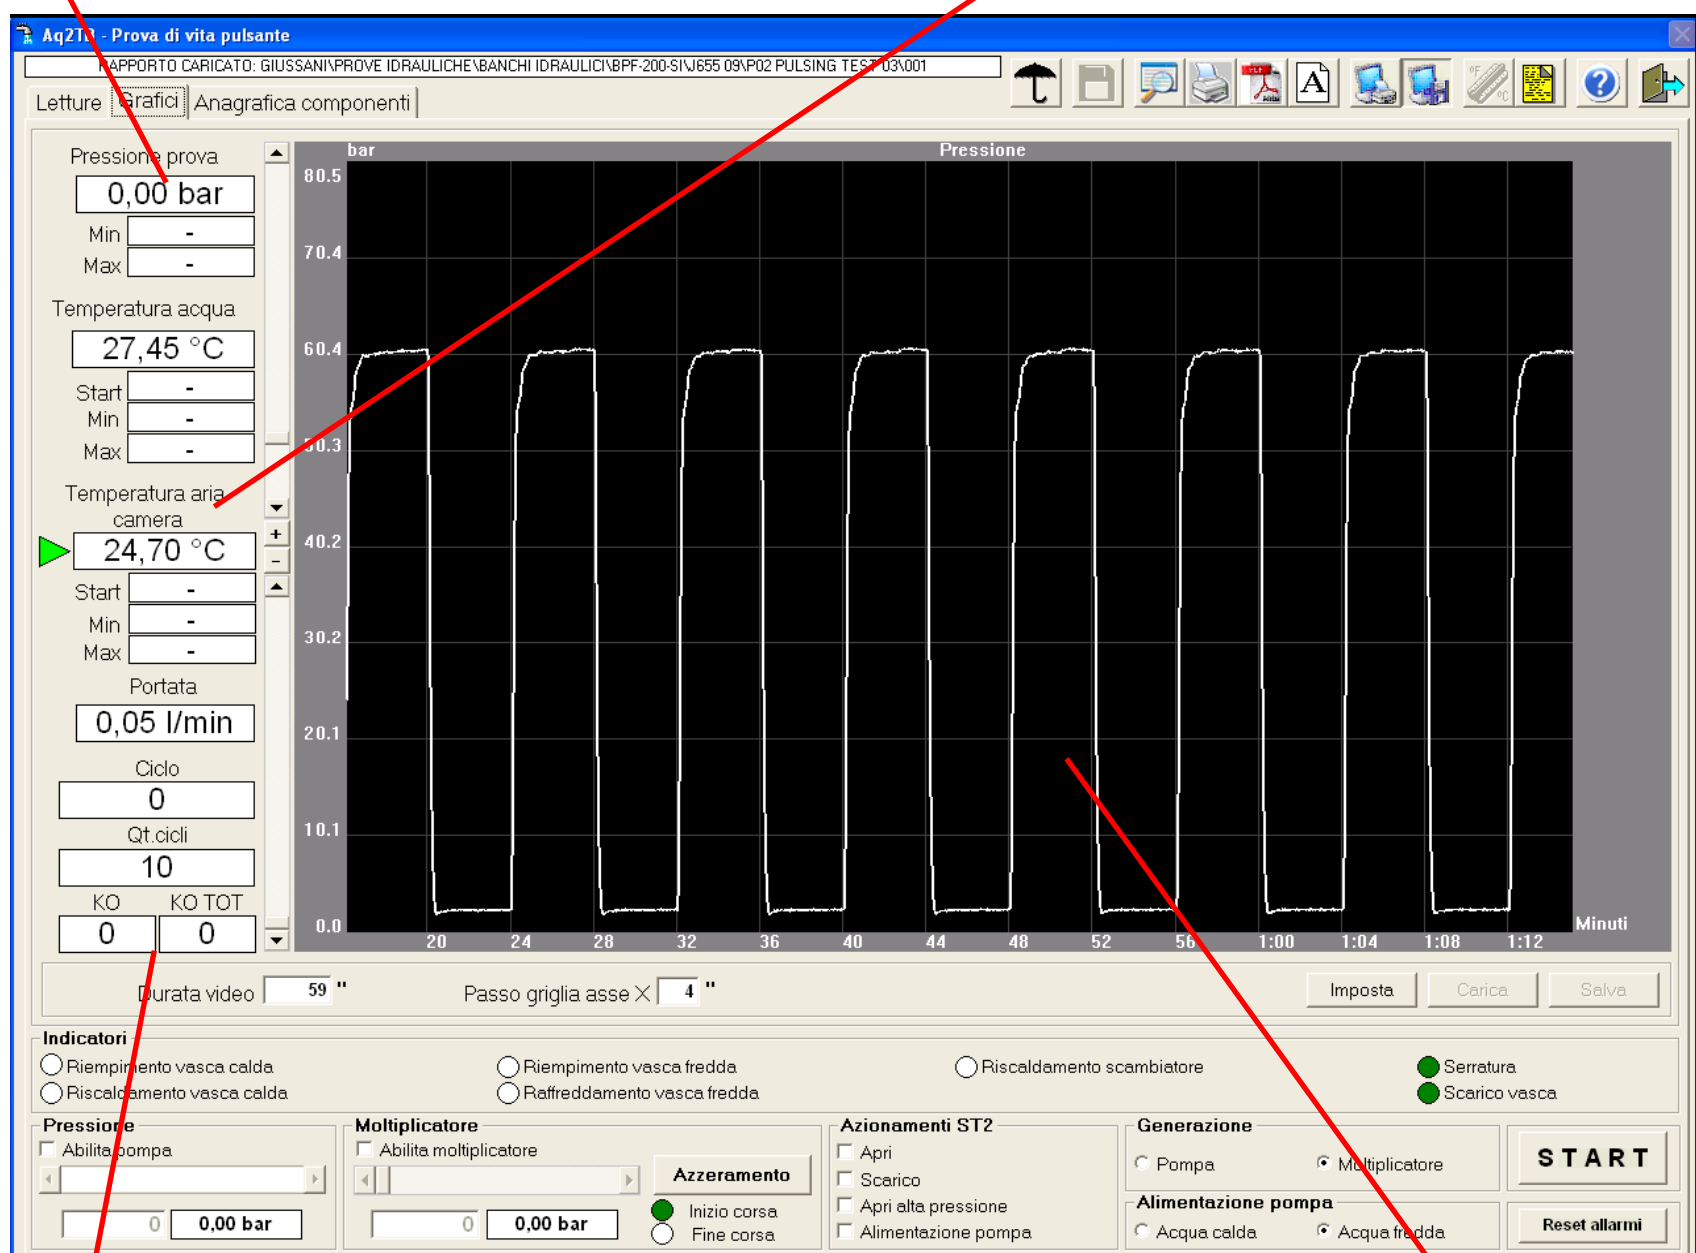 Aq2TB - Prova di vita pulsante
RAPPORTO CARICATO: GIUSSANI\PROVE IDRAULICHE\BANCHI IDRAULICI\BPF-200-SI\J655 09\P02 PULSING TEST 03\001
Letture Grafici Anagrafica componenti
bar Pressione
Pressione prova
0,00 bar
Min -
Max -
Temperatura acqua
27,45 °C
Start -
Min -
Max -
Temperatura aria
camera
24,70 °C
Start -
Min -
Max -
Portata
0,05 l/min
Ciclo
0
Qt.cicli
10
KO KO TOT
0 0
80.5
70.4
60.4
50.3
40.2
30.2
20.1
10.1
0.0
Minuti
20 24 28 32 36 40 44 48 52 56 1:00 1:04 1:08 1:12
Durata video 59 " Passo griglia asse X 4 " Imposta Carica Salva
Indicatori
Riempimento vasca calda Riempimento vasca fredda Riscaldamento scambiatore Serratura
Riscaldamento vasca calda Raffreddamento vasca fredda Scarico vasca
Pressione
Abilita pompa
0 0,00 bar
Moltiplicatore
Abilita moltiplicatore
0 0,00 bar
Azzeramento
Inizio corsa
Fine corsa
Azionamenti ST2
Apri
Scarico
Apri alta pressione
Alimentazione pompa
Generazione
Pompa Moltiplicatore
Alimentazione pompa
Acqua calda Acqua fredda
START
Reset allarmi